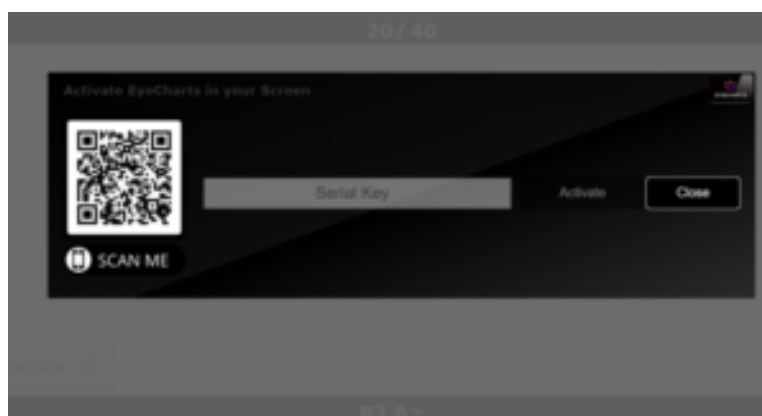 20/40
Activate EyeCharts in your Screen
Serial Key
Activate
Close
SCAN ME